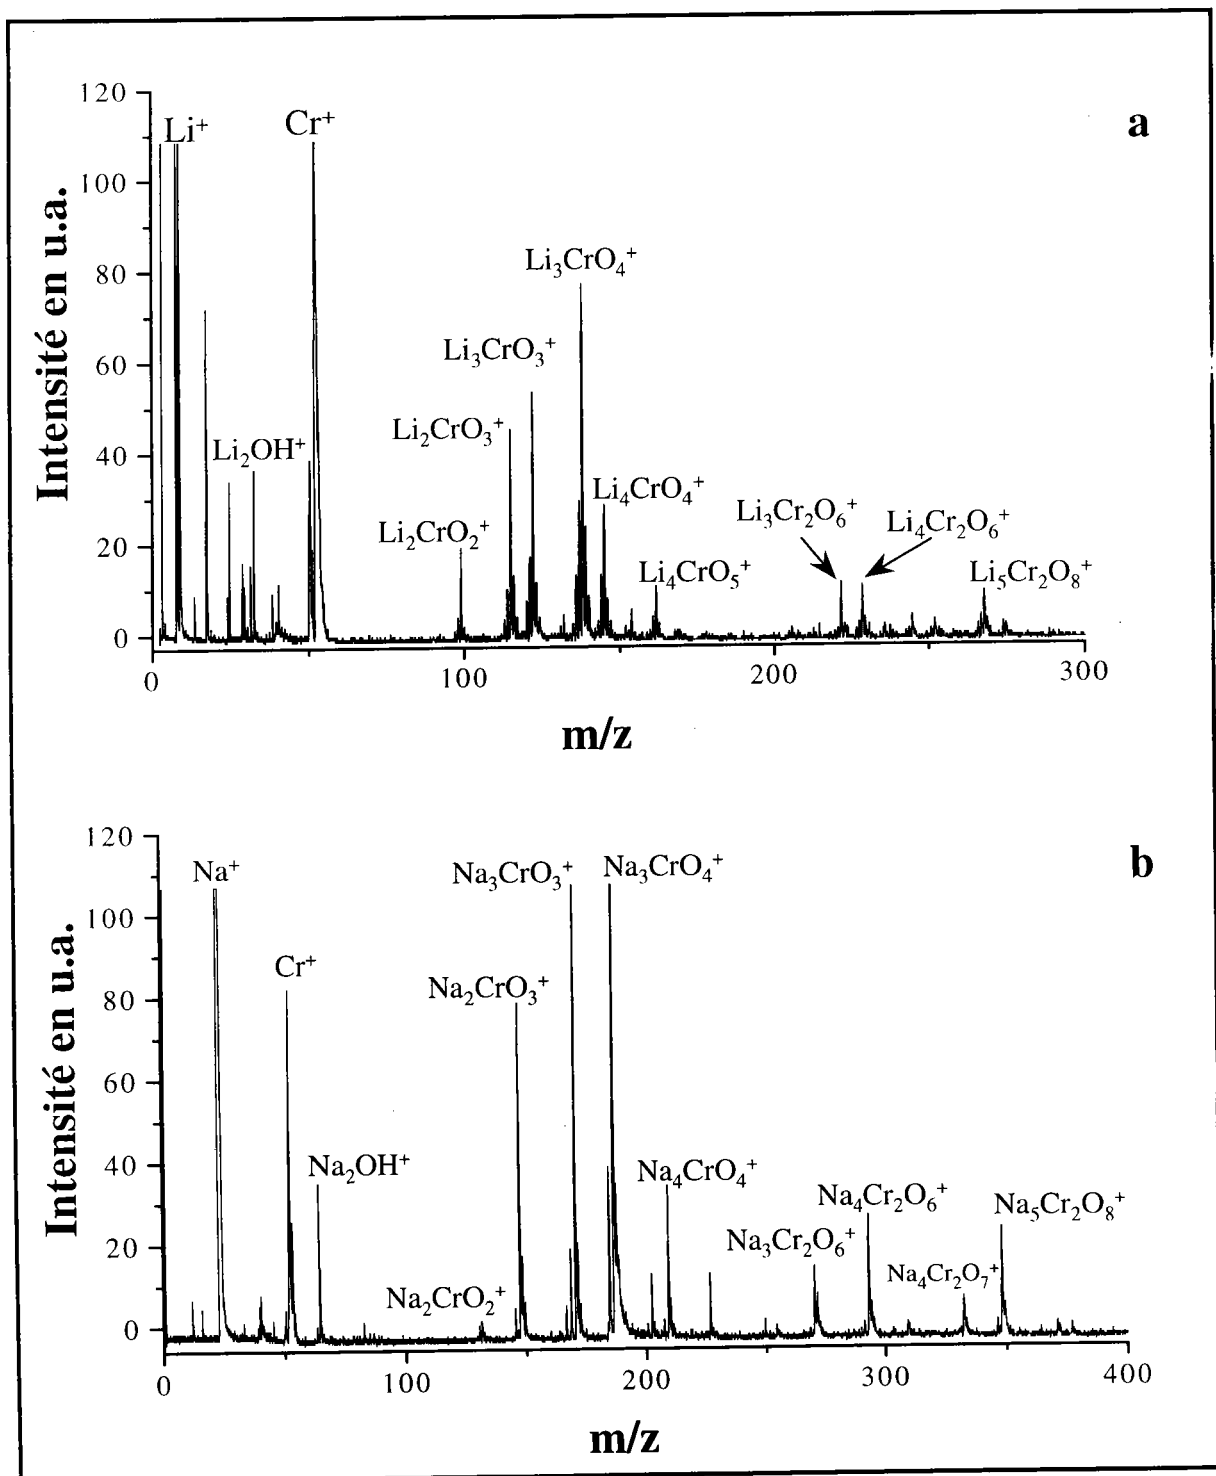 a
120
100
80
60
40
20
0
Intensité en u.a.
Li⁺
Cr⁺
Li₂OH⁺
Li₂CrO₂⁺
Li₂CrO₃⁺
Li₃CrO₃⁺
Li₃CrO₄⁺
Li₄CrO₄⁺
Li₄CrO₅⁺
Li₃Cr₂O₆⁺
Li₄Cr₂O₆⁺
Li₅Cr₂O₈⁺
0 100 200 300
m/z
b
120
100
80
60
40
20
0
Intensité en u.a.
Na⁺
Cr⁺
Na₂OH⁺
Na₂CrO₂⁺
Na₂CrO₃⁺
Na₃CrO₃⁺
Na₃CrO₄⁺
Na₄CrO₄⁺
Na₃Cr₂O₆⁺
Na₄Cr₂O₆⁺
Na₄Cr₂O₇⁺
Na₅Cr₂O₈⁺
0 100 200 300 400
m/z